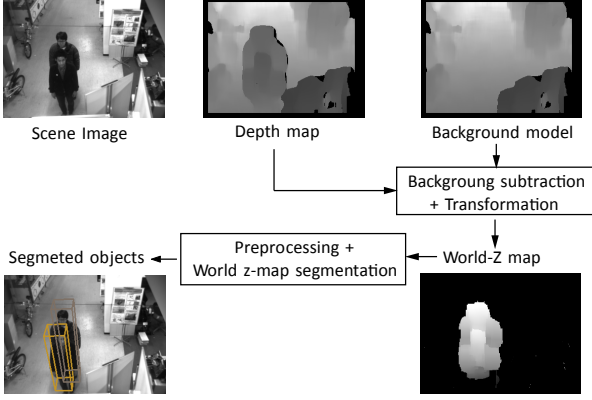 Scene Image
Depth map
Background model
Backgroung subtraction
+ Transformation
Segmeted objects
Preprocessing +
World z-map segmentation
World-Z map